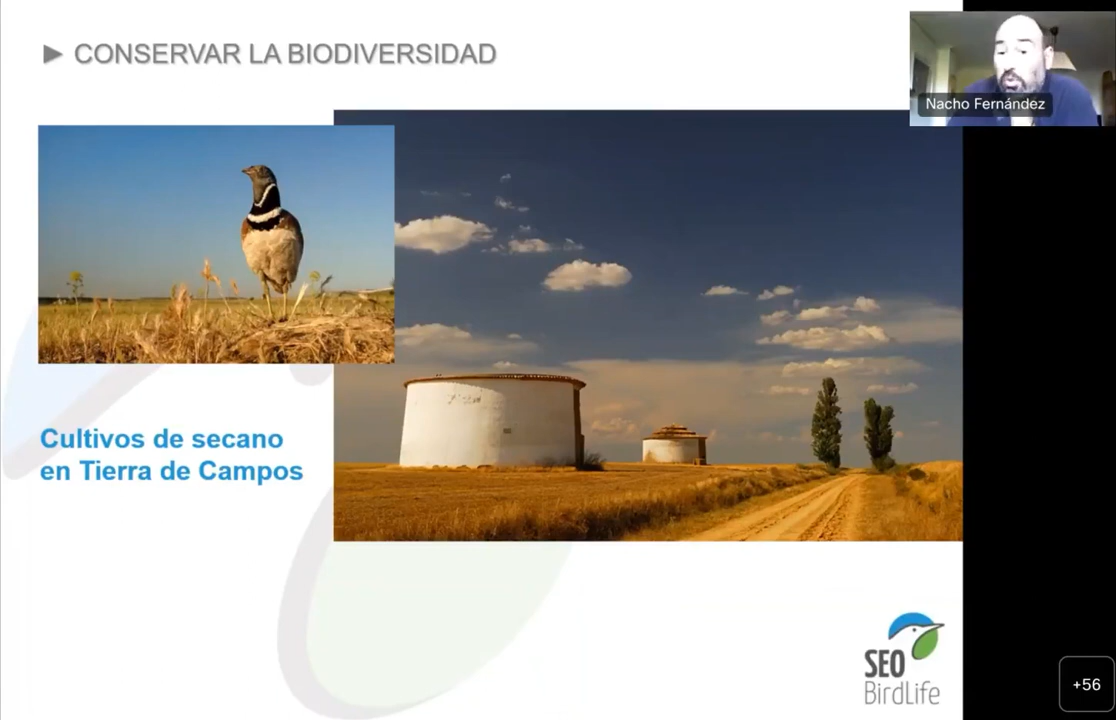 ► CONSERVAR LA BIODIVERSIDAD
Nacho Fernández
Cultivos de secano
en Tierra de Campos
SEO
BirdLife
+56